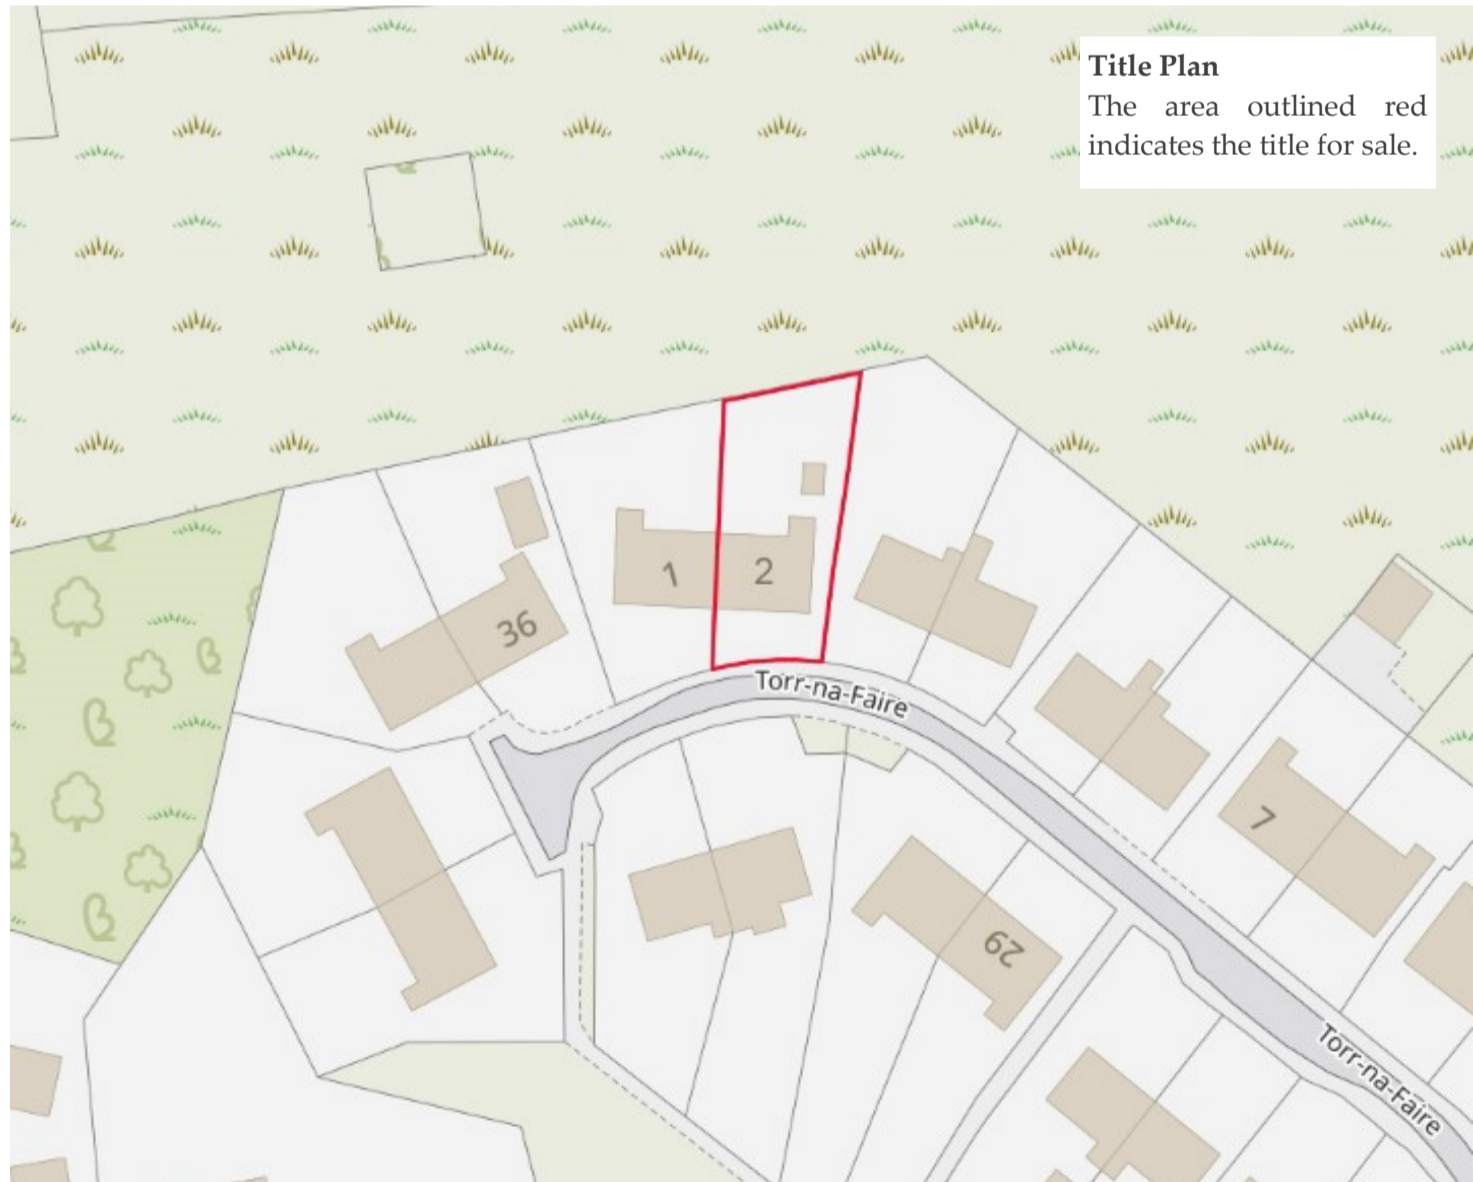 Title Plan
The area outlined red
indicates the title for sale.
1
2
36
Torr-na-Faire
7
29
Torr-na-Faire